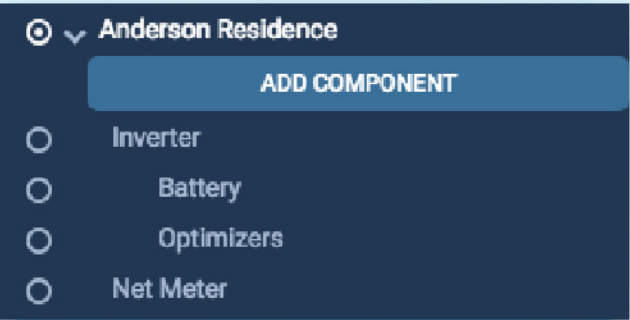 Anderson Residence
ADD COMPONENT
Inverter
Battery
Optimizers
Net Meter